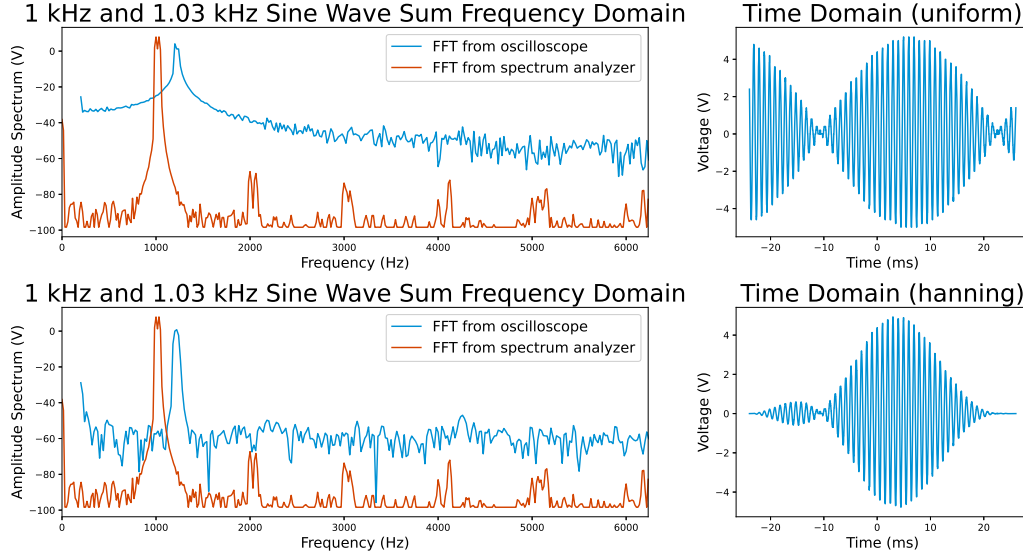 1 kHz and 1.03 kHz Sine Wave Sum Frequency Domain
Time Domain (uniform)
FFT from oscilloscope
FFT from spectrum analyzer
Amplitude Spectrum (V)
0
−20
−40
−60
−80
−100
0 1000 2000 3000 4000 5000 6000
Frequency (Hz)
Voltage (V)
4
2
0
−2
−4
−20 −10 0 10 20
Time (ms)
1 kHz and 1.03 kHz Sine Wave Sum Frequency Domain
Time Domain (hanning)
FFT from oscilloscope
FFT from spectrum analyzer
Amplitude Spectrum (V)
0
−20
−40
−60
−80
−100
0 1000 2000 3000 4000 5000 6000
Frequency (Hz)
Voltage (V)
4
2
0
−2
−4
−20 −10 0 10 20
Time (ms)